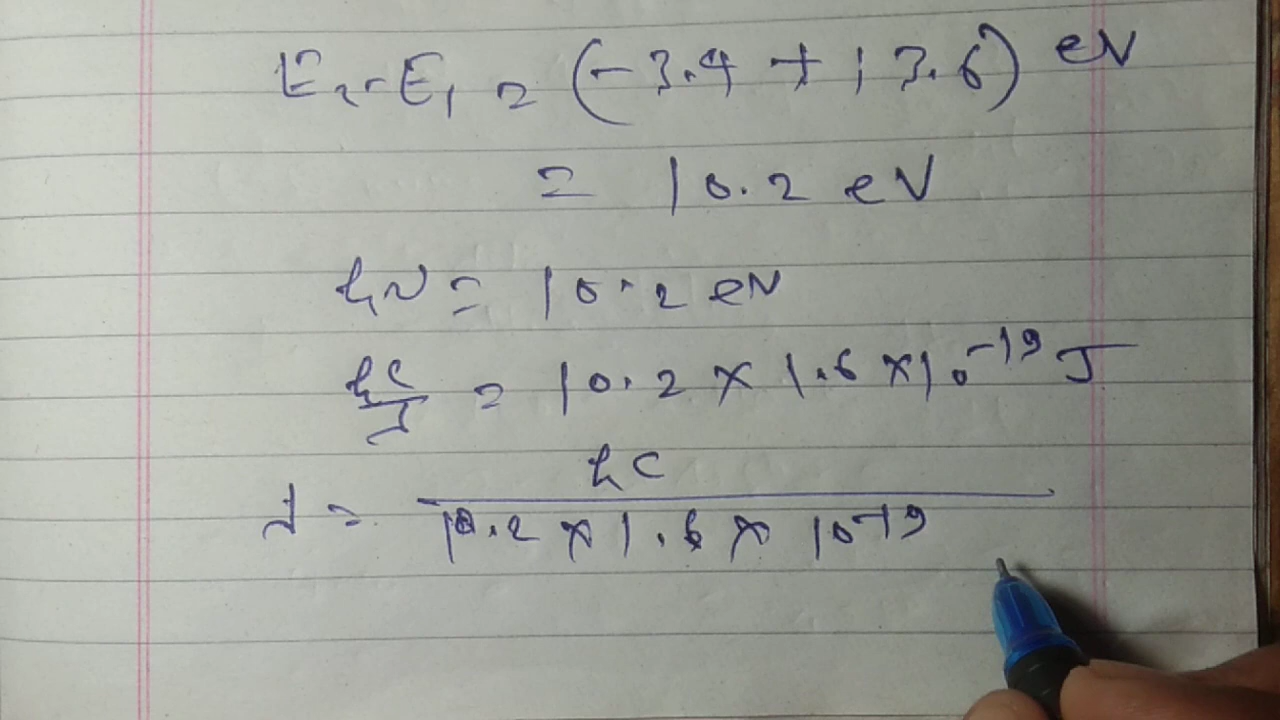 E₂-E₁ = (-3.4 + 13.6) eV
= 10.2 eV
hν = 10.2 eV
hc/λ = 10.2 × 1.6 × 10⁻¹⁹ J
λ = hc/(10.2 × 1.6 × 10⁻¹⁹)